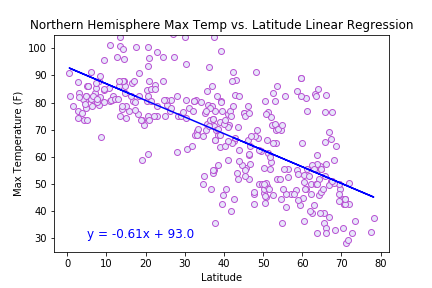 Northern Hemisphere Max Temp vs. Latitude Linear Regression
100
90
80
70
60
50
40
30
Max Temperature (F)
y = -0.61x + 93.0
0 10 20 30 40 50 60 70 80
Latitude